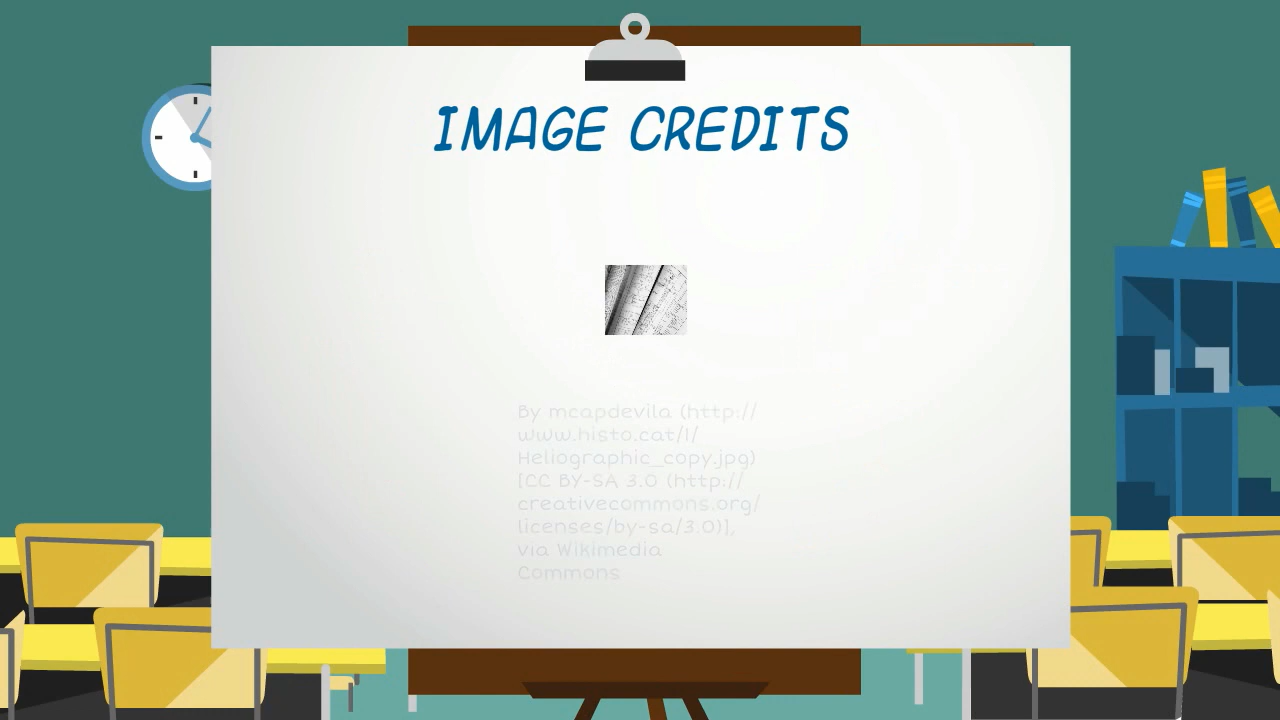 IMAGE CREDITS
By mcapdevila (http://
www.histo.cat/1/
Heliographic_copy.jpg)
[CC BY-SA 3.0 (http://
creativecommons.org/
licenses/by-sa/3.0)],
via Wikimedia
Commons